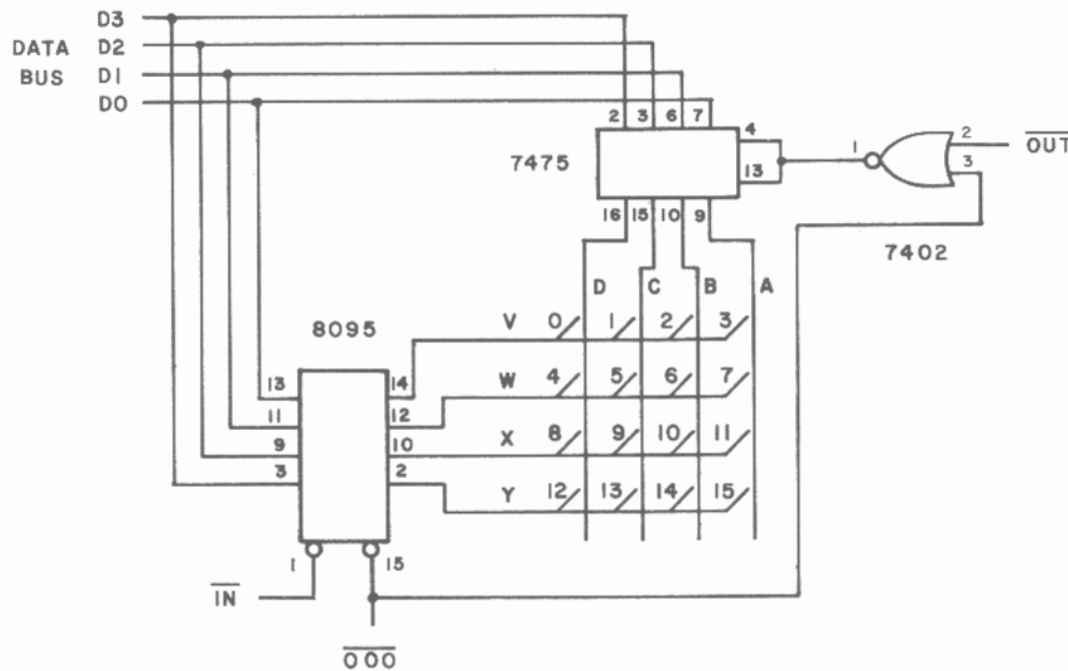 D3
DATA D2
BUS D1
D0
2 3 6 7
4
7475
13
1
2
3
OUT
16 15 10 9
7402
D C B A
8095
V 0 1 2 3
13 14
W 4 5 6 7
11 12
9 10
X 8 9 10 11
3 2
Y 12 13 14 15
1 15
IN
000